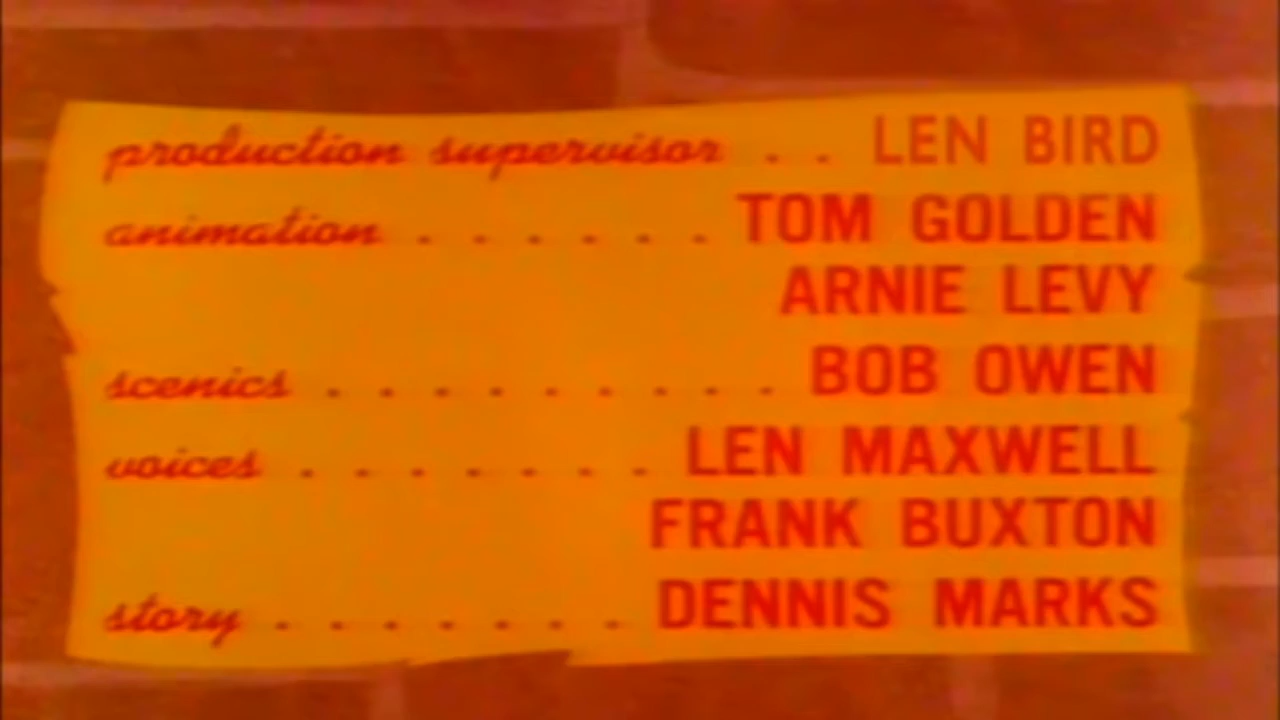 production supervisor . . LEN BIRD
animation . . . . . . . TOM GOLDEN
ARNIE LEVY
scenics . . . . . . . . . . . BOB OWEN
voices . . . . . . . . . LEN MAXWELL
FRANK BUXTON
story . . . . . . . . . DENNIS MARKS